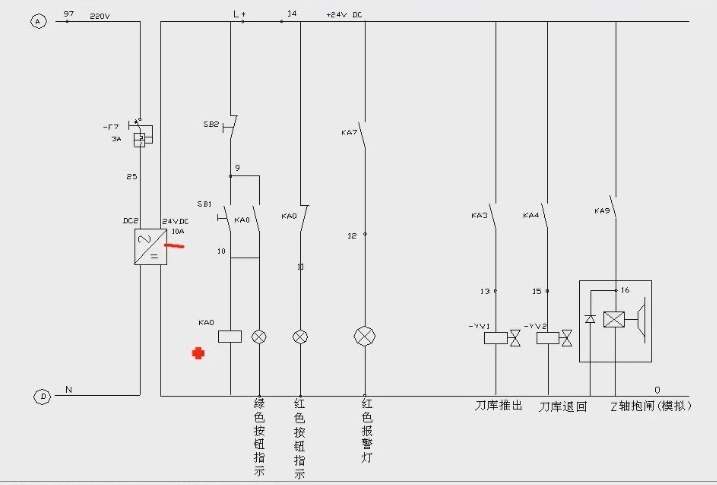 A 97 220V L+ 14 +24V DC
-F7
3A
SB2
KA7
25
9
SB1 KA0 KA0
KA3 KA4 KA9
DC2 24V.DC
10A
12
10
11
13 15 16
KA0
-YV1 -YV2
D N 0
绿色按钮指示
红色按钮指示
红色报警灯
刀库推出 刀库退回 Z轴抱闸(模拟)